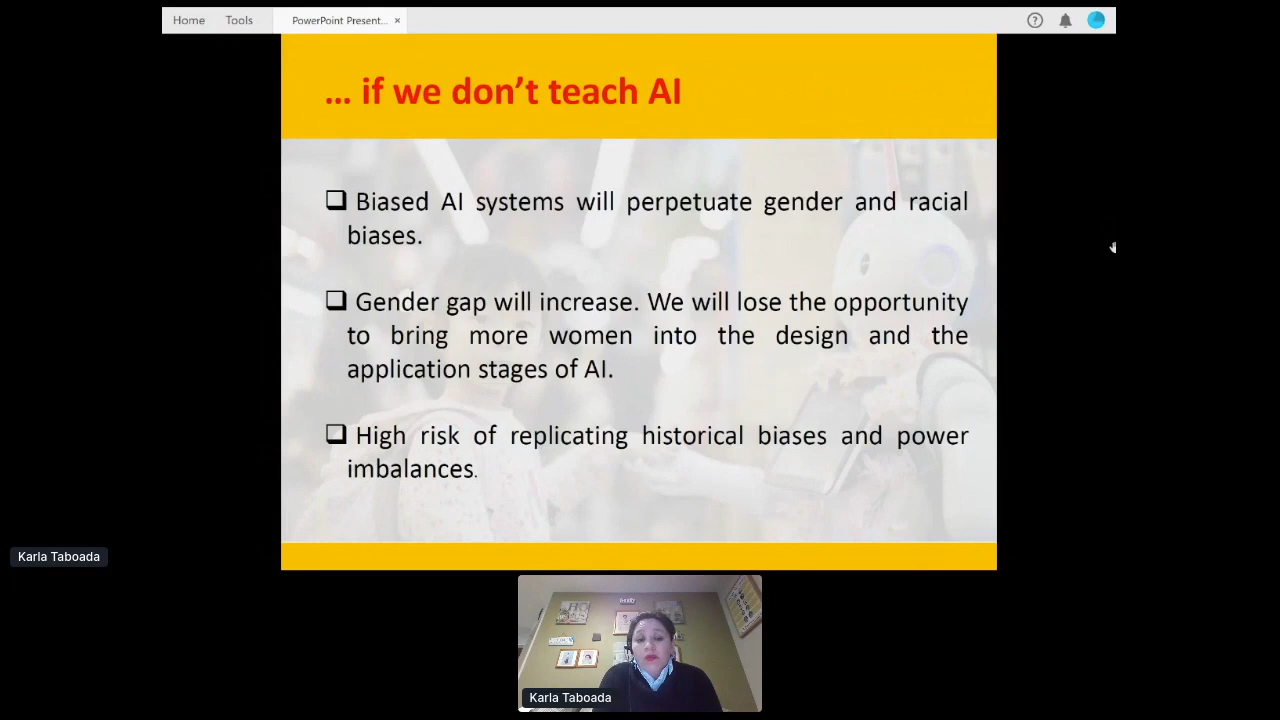 Home Tools PowerPoint Present... ×
... if we don’t teach AI
❑ Biased AI systems will perpetuate gender and racial
biases.
❑ Gender gap will increase. We will lose the opportunity
to bring more women into the design and the
application stages of AI.
❑ High risk of replicating historical biases and power
imbalances.
Karla Taboada
family
Karla Taboada